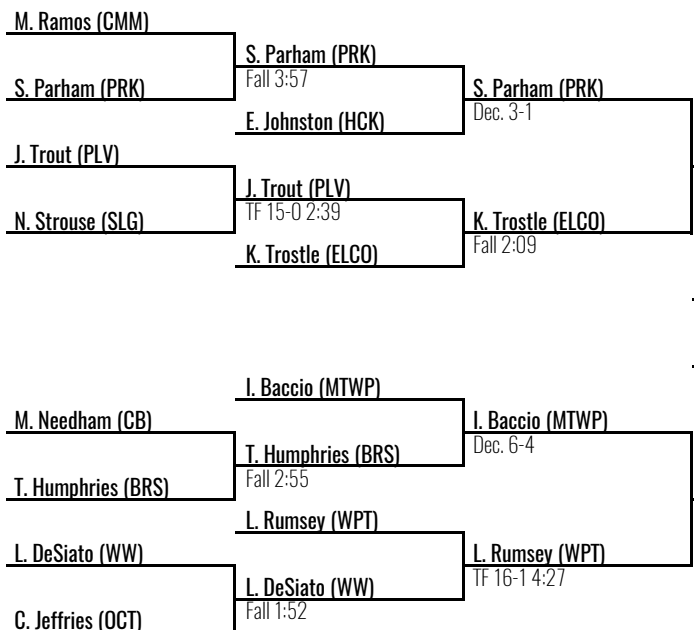 M. Ramos (CMM)
S. Parham (PRK)
Fall 3:57
S. Parham (PRK)
S. Parham (PRK)
Dec. 3-1
E. Johnston (HCK)
J. Trout (PLV)
J. Trout (PLV)
TF 15-0 2:39
N. Strouse (SLG)
K. Trostle (ELCO)
Fall 2:09
K. Trostle (ELCO)
I. Baccio (MTWP)
M. Needham (CB)
I. Baccio (MTWP)
Dec. 6-4
T. Humphries (BRS)
Fall 2:55
T. Humphries (BRS)
L. Rumsey (WPT)
L. DeSiato (WW)
L. Rumsey (WPT)
TF 16-1 4:27
L. DeSiato (WW)
Fall 1:52
C. Jeffries (OCT)